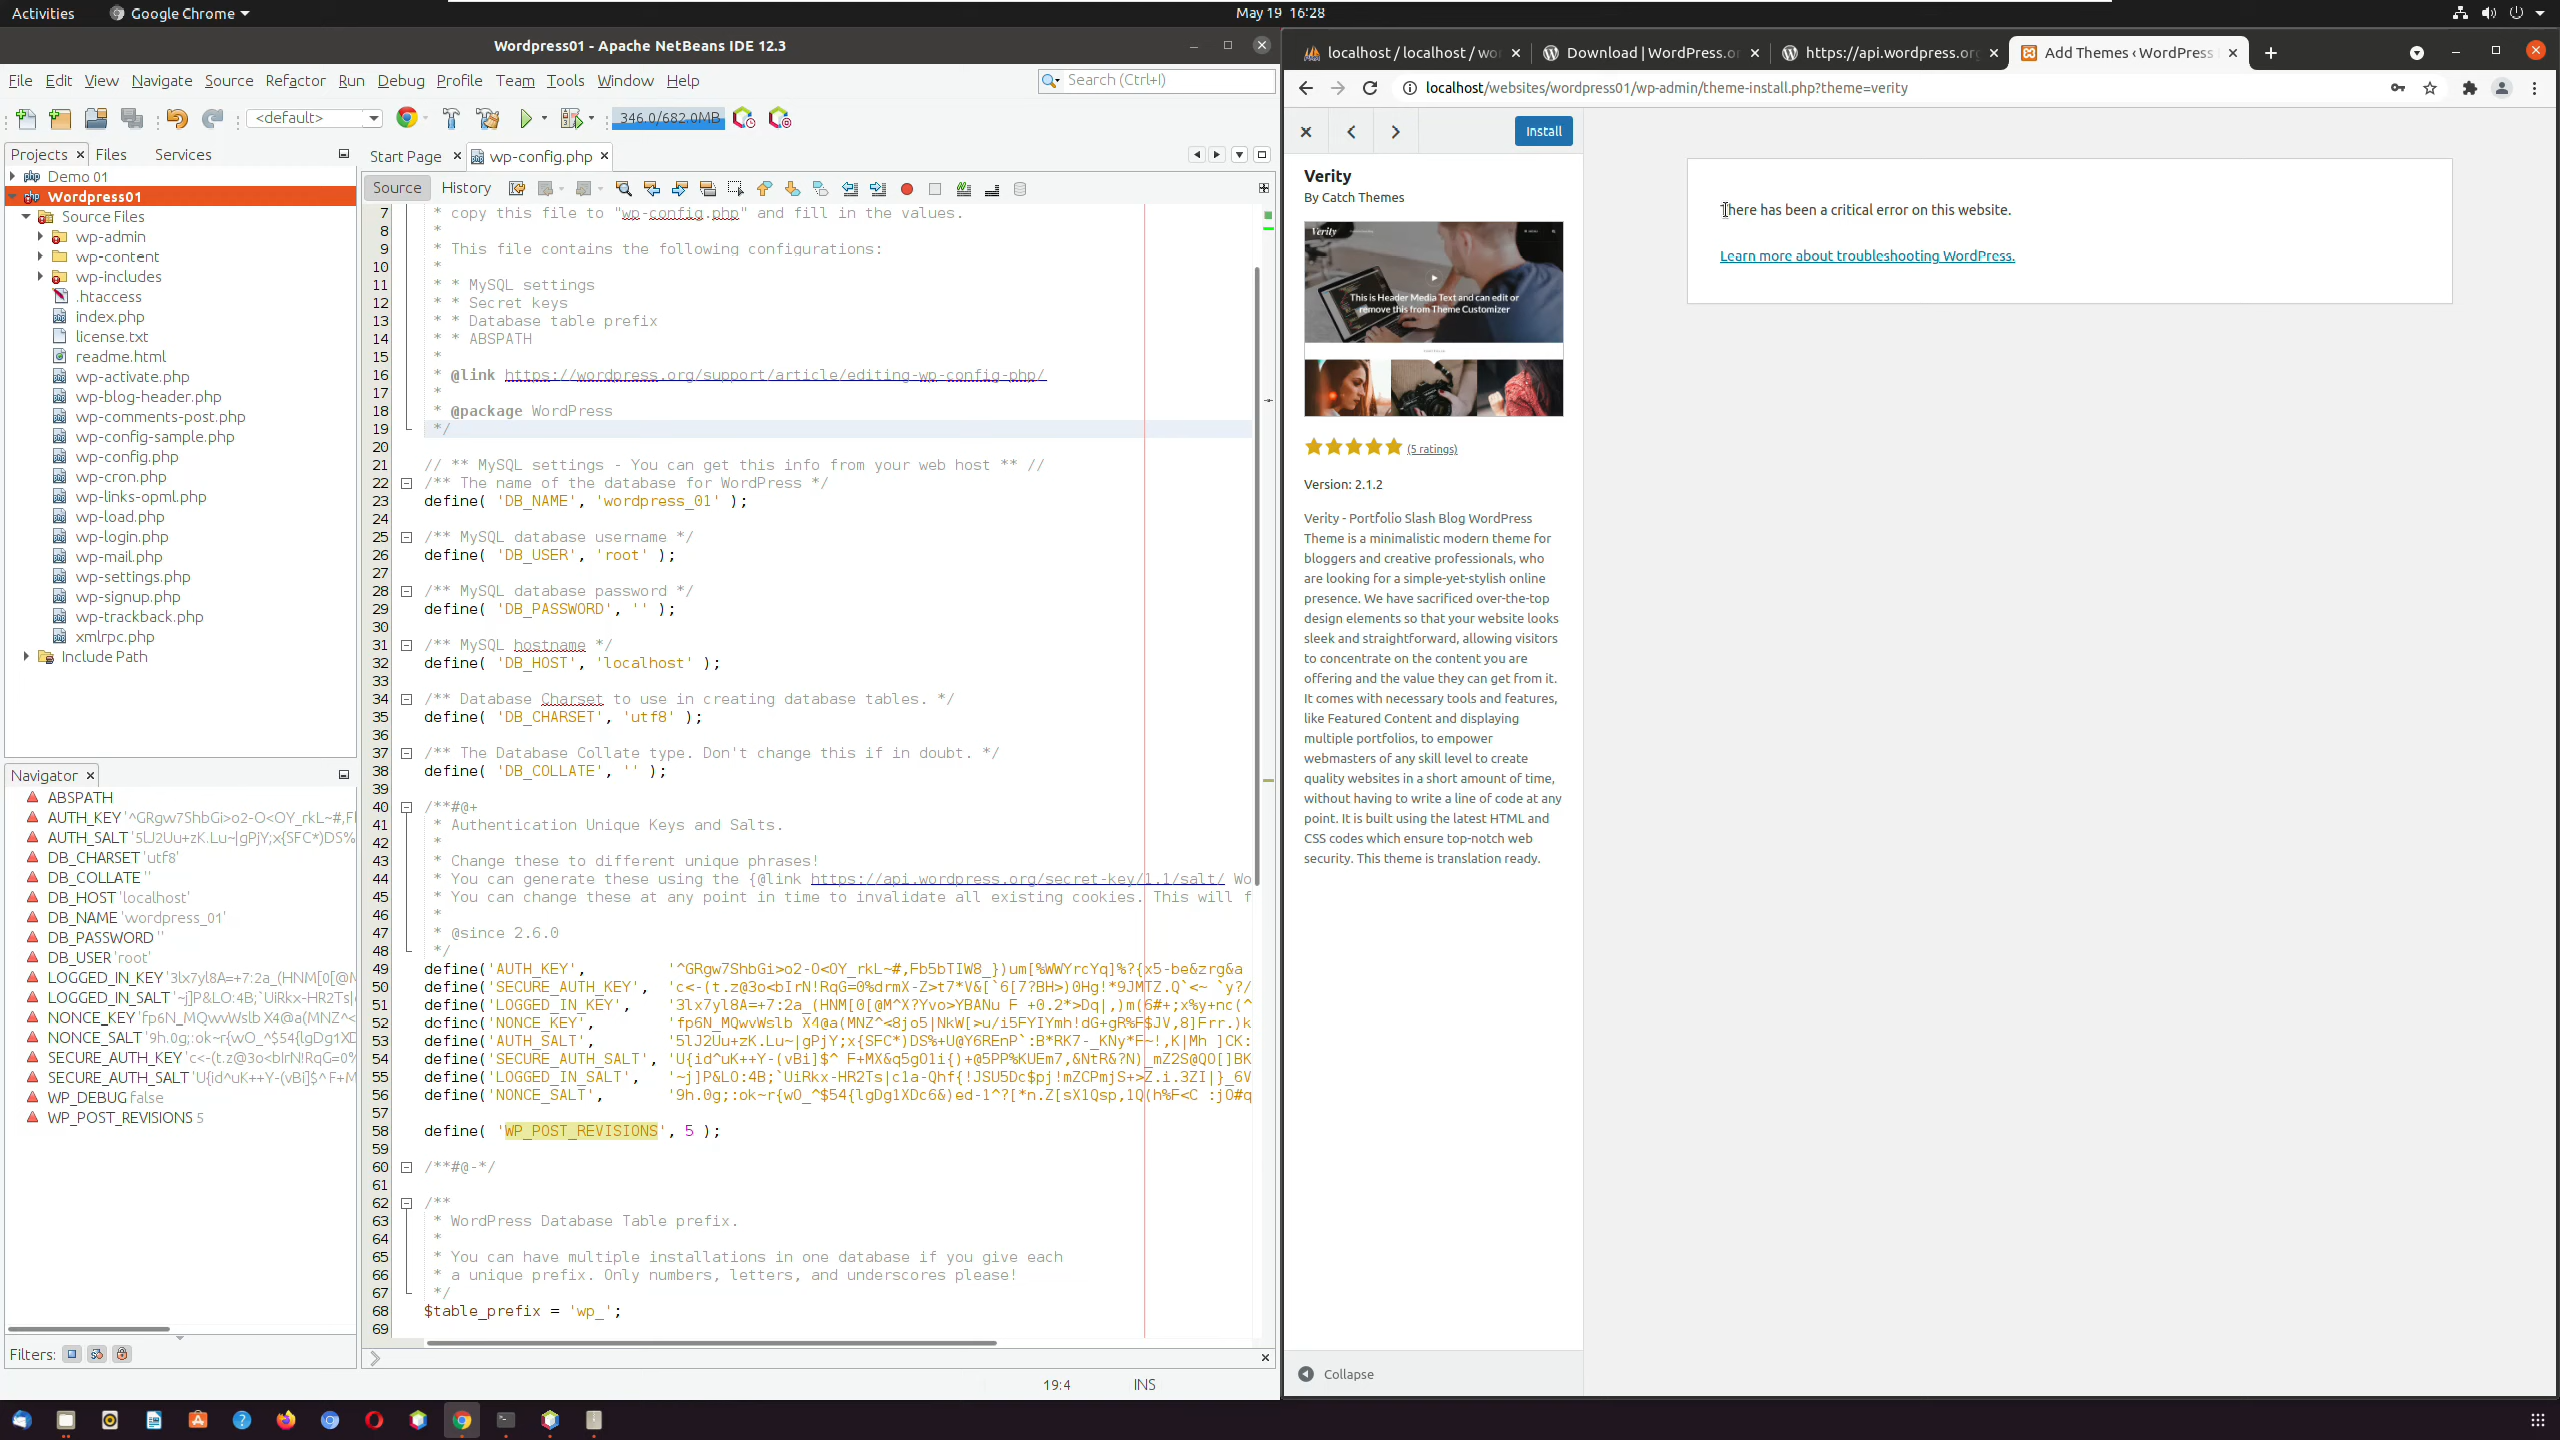 Activities
Google Chrome
May 19 16:28
Wordpress01 - Apache NetBeans IDE 12.3
File Edit View Navigate Source Refactor Run Debug Profile Team Tools Window Help
Search (Ctrl+I)
<default>
346.0/682.0MB
Projects
Files
Services
Demo 01
Wordpress01
Source Files
wp-admin
wp-content
wp-includes
.htaccess
index.php
license.txt
readme.html
wp-activate.php
wp-blog-header.php
wp-comments-post.php
wp-config-sample.php
wp-config.php
wp-cron.php
wp-links-opml.php
wp-load.php
wp-login.php
wp-mail.php
wp-settings.php
wp-signup.php
wp-trackback.php
xmlrpc.php
Include Path
Navigator
ABSPATH
AUTH_KEY
AUTH_SALT
DB_CHARSET 'utf8'
DB_COLLATE ''
DB_HOST 'localhost'
DB_NAME 'wordpress_01'
DB_PASSWORD ''
DB_USER 'root'
LOGGED_IN_KEY
LOGGED_IN_SALT
NONCE_KEY
NONCE_SALT
SECURE_AUTH_KEY
SECURE_AUTH_SALT
WP_DEBUG false
WP_POST_REVISIONS 5
Filters:
Start Page
wp-config.php
Source
History
7 * copy this file to "wp-config.php" and fill in the values.
8 *
9 * This file contains the following configurations:
10 *
11 * * MySQL settings
12 * * Secret keys
13 * * Database table prefix
14 * * ABSPATH
15 *
16 * @link https://wordpress.org/support/article/editing-wp-config-php/
17 *
18 * @package WordPress
19 */
20
21 // ** MySQL settings - You can get this info from your web host ** //
22 /** The name of the database for WordPress */
23 define( 'DB_NAME', 'wordpress_01' );
24
25 /** MySQL database username */
26 define( 'DB_USER', 'root' );
27
28 /** MySQL database password */
29 define( 'DB_PASSWORD', '' );
30
31 /** MySQL hostname */
32 define( 'DB_HOST', 'localhost' );
33
34 /** Database Charset to use in creating database tables. */
35 define( 'DB_CHARSET', 'utf8' );
36
37 /** The Database Collate type. Don't change this if in doubt. */
38 define( 'DB_COLLATE', '' );
39
40 /**#@+
41 * Authentication Unique Keys and Salts.
42 *
43 * Change these to different unique phrases!
44 * You can generate these using the {@link https://api.wordpress.org/secret-key/1.1/salt/ Wo
45 * You can change these at any point in time to invalidate all existing cookies. This will f
46 *
47 * @since 2.6.0
48 */
49 define('AUTH_KEY',
50 define('SECURE_AUTH_KEY',
51 define('LOGGED_IN_KEY',
52 define('NONCE_KEY',
53 define('AUTH_SALT',
54 define('SECURE_AUTH_SALT',
55 define('LOGGED_IN_SALT',
56 define('NONCE_SALT',
57
58 define( 'WP_POST_REVISIONS', 5 );
59
60 /**#@-*/
61
62 /**
63 * WordPress Database Table prefix.
64 *
65 * You can have multiple installations in one database if you give each
66 * a unique prefix. Only numbers, letters, and underscores please!
67 */
68 $table_prefix = 'wp_';
69
19:4
INS
localhost / localhost / wo
Download | WordPress.or
https://api.wordpress.org
Add Themes ‹ WordPress
localhost/websites/wordpress01/wp-admin/theme-install.php?theme=verity
Install
Verity
By Catch Themes
Verity
This is Header Media Text and can edit or
remove this from Theme Customizer
(5 ratings)
Version: 2.1.2
Verity - Portfolio Slash Blog WordPress
Theme is a minimalistic modern theme for
bloggers and creative professionals, who
are looking for a simple-yet-stylish online
presence. We have sacrificed over-the-top
design elements so that your website looks
sleek and straightforward, allowing visitors
to concentrate on the content you are
offering and the value they can get from it.
It comes with necessary tools and features,
like Featured Content and displaying
multiple portfolios, to empower
webmasters of any skill level to create
quality websites in a short amount of time,
without having to write a line of code at any
point. It is built using the latest HTML and
CSS codes which ensure top-notch web
security. This theme is translation ready.
Collapse
There has been a critical error on this website.
Learn more about troubleshooting WordPress.